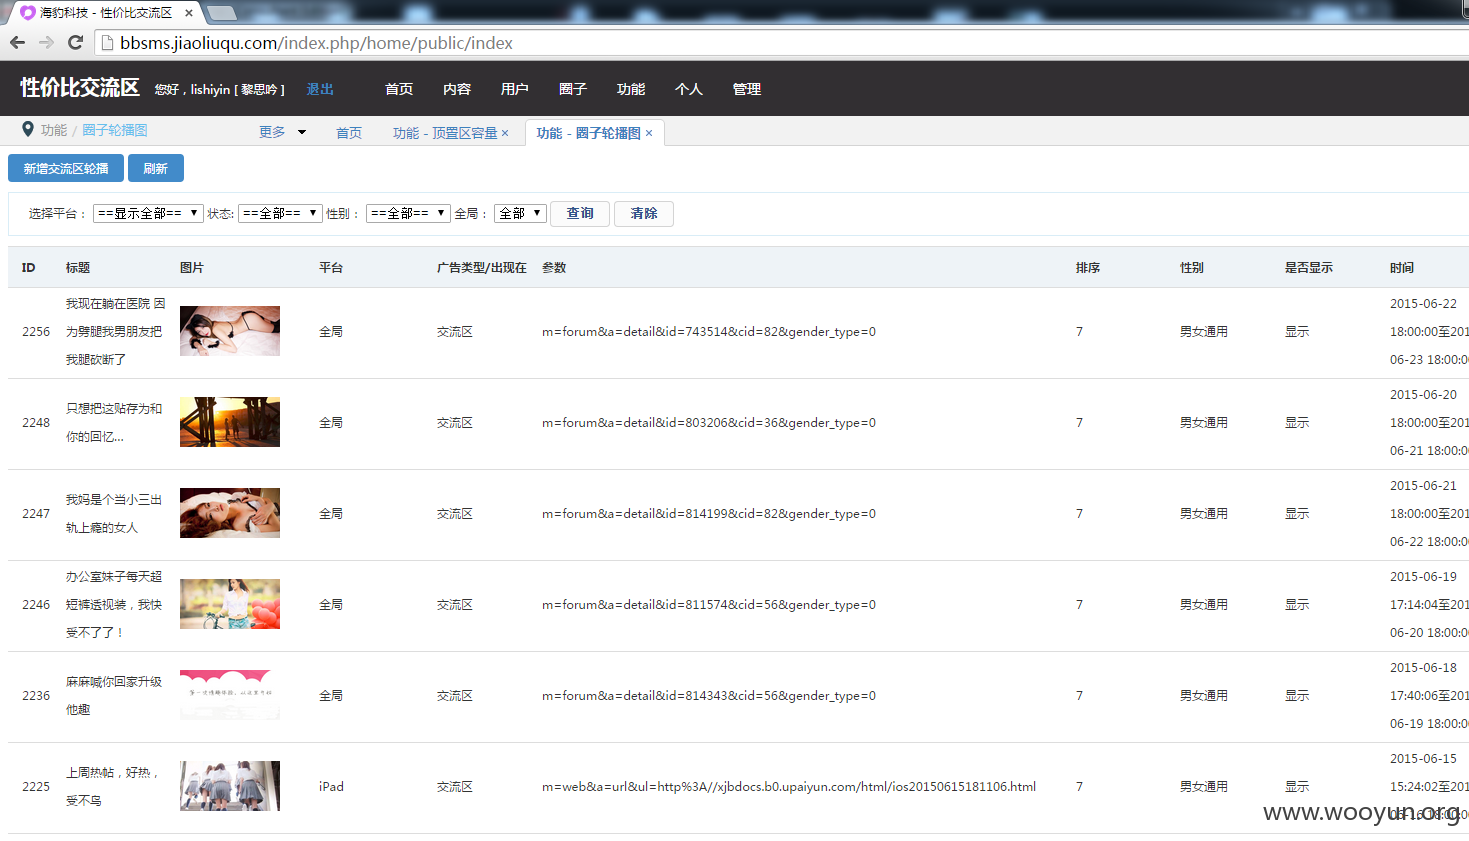 海豹科技 - 性价比交流区 ×
bbsms.jiaoliuqu.com/index.php/home/public/index
性价比交流区 您好，lishiyin [ 黎思吟 ] 退出 首页 内容 用户 圈子 功能 个人 管理
功能 / 圈子轮播图 更多 首页 功能 - 顶置区容量 × 功能 - 圈子轮播图 ×
新增交流区轮播 刷新
选择平台： ==显示全部== 状态: ==全部== 性别： ==全部== 全局： 全部 查询 清除
ID 标题 图片 平台 广告类型/出现在 参数 排序 性别 是否显示 时间
我现在躺在医院 因 2015-06-22
2256 为劈腿我男朋友把 全局 交流区 m=forum&a=detail&id=743514&cid=82&gender_type=0 7 男女通用 显示 18:00:00至201
我腿砍断了 06-23 18:00:0
2015-06-20
只想把这贴存为和
2248 全局 交流区 m=forum&a=detail&id=803206&cid=36&gender_type=0 7 男女通用 显示 18:00:00至201
你的回忆...
06-21 18:00:0
2015-06-21
我妈是个当小三出
2247 全局 交流区 m=forum&a=detail&id=814199&cid=82&gender_type=0 7 男女通用 显示 18:00:00至201
轨上瘾的女人
06-22 18:00:0
办公室妹子每天超 2015-06-19
2246 短裤透视装，我快 全局 交流区 m=forum&a=detail&id=811574&cid=56&gender_type=0 7 男女通用 显示 17:14:04至201
受不了了！ 06-20 18:00:0
2015-06-18
麻麻喊你回家升级
2236 全局 交流区 m=forum&a=detail&id=814343&cid=56&gender_type=0 7 男女通用 显示 17:40:06至201
他趣
06-19 18:00:0
2015-06-15
上周热帖，好热，
2225 iPad 交流区 m=web&a=url&ul=http%3A//xjbdocs.b0.upaiyun.com/html/ios20150615181106.html 7 男女通用 显示 15:24:02至201
受不鸟
www.wooyun.org